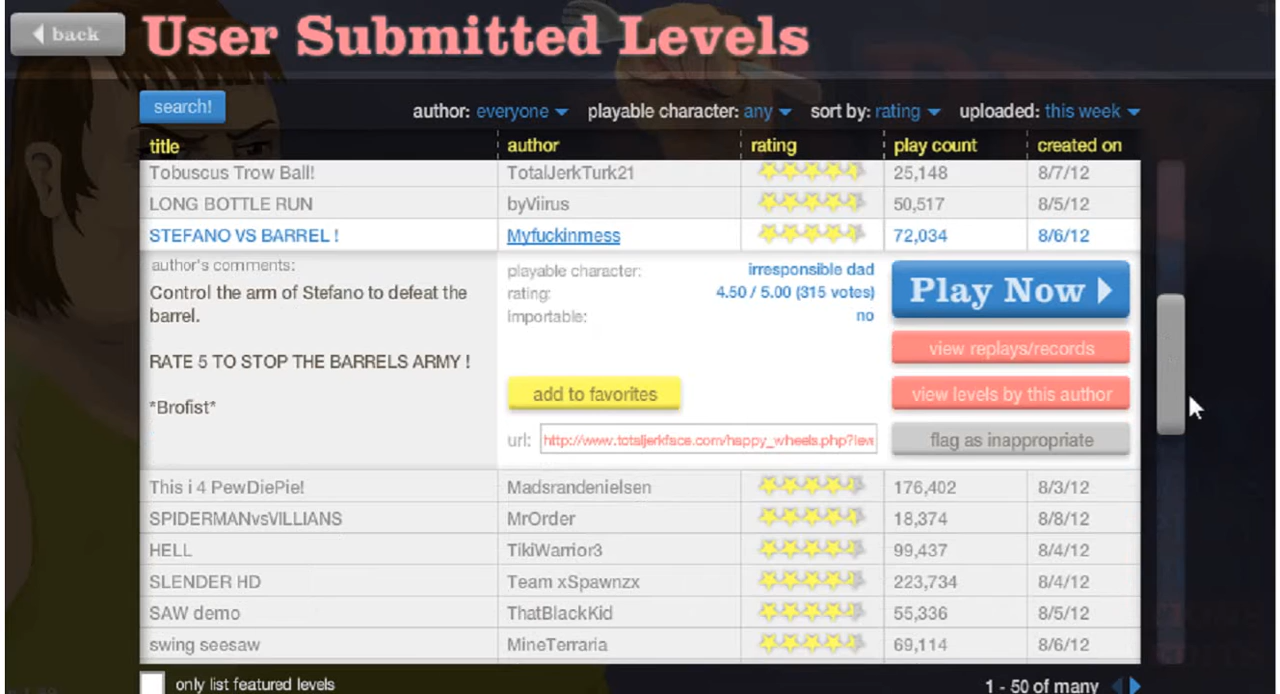 back
User Submitted Levels
search!
author: everyone playable character: any sort by: rating uploaded: this week
title author rating play count created on
Tobuscus Trow Ball! TotalJerkTurk21 25,148 8/7/12
LONG BOTTLE RUN byViirus 50,517 8/5/12
STEFANO VS BARREL ! Myfuckinmess 72,034 8/6/12
author's comments:
Control the arm of Stefano to defeat the
barrel.
RATE 5 TO STOP THE BARRELS ARMY !
*Brofist*
playable character: irresponsible dad
rating: 4.50 / 5.00 (315 votes)
importable: no
add to favorites
url: http://www.totaljerkface.com/happy_wheels.php?leve
Play Now
view replays/records
view levels by this author
flag as inappropriate
This i 4 PewDiePie! Madsrandenielsen 176,402 8/3/12
SPIDERMANvsVILLIANS MrOrder 18,374 8/8/12
HELL TikiWarrior3 99,437 8/4/12
SLENDER HD Team xSpawnzx 223,734 8/4/12
SAW demo ThatBlackKid 55,336 8/5/12
swing seesaw MineTerraria 69,114 8/6/12
only list featured levels 1 - 50 of many